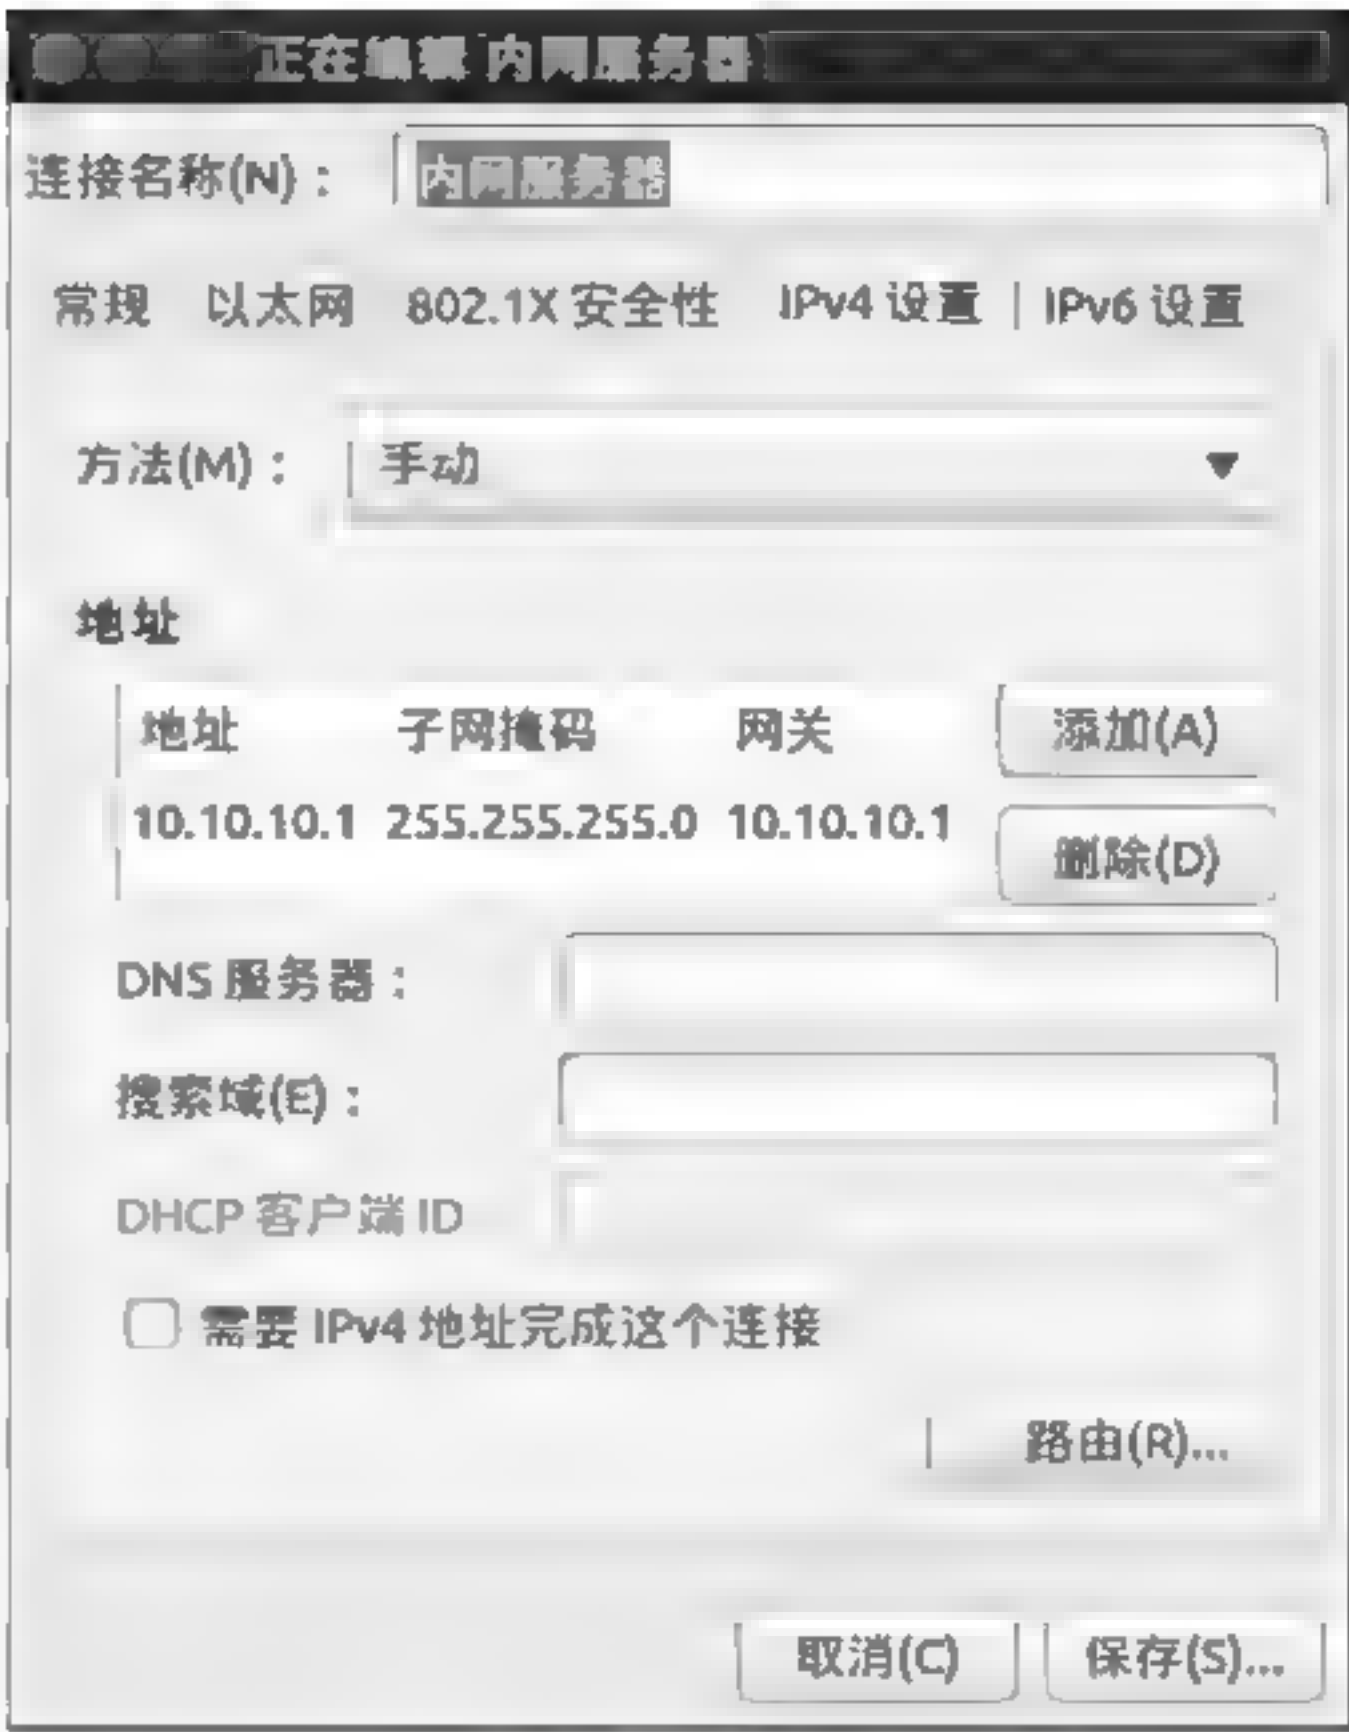 正在编辑 内网服务器
连接名称(N)： 内网服务器
常规 以太网 802.1X 安全性 IPv4 设置 IPv6 设置
方法(M)： 手动
地址
地址 子网掩码 网关 添加(A)
10.10.10.1 255.255.255.0 10.10.10.1
删除(D)
DNS 服务器：
搜索域(E)：
DHCP 客户端 ID
需要 IPv4 地址完成这个连接
路由(R)...
取消(C) 保存(S)...